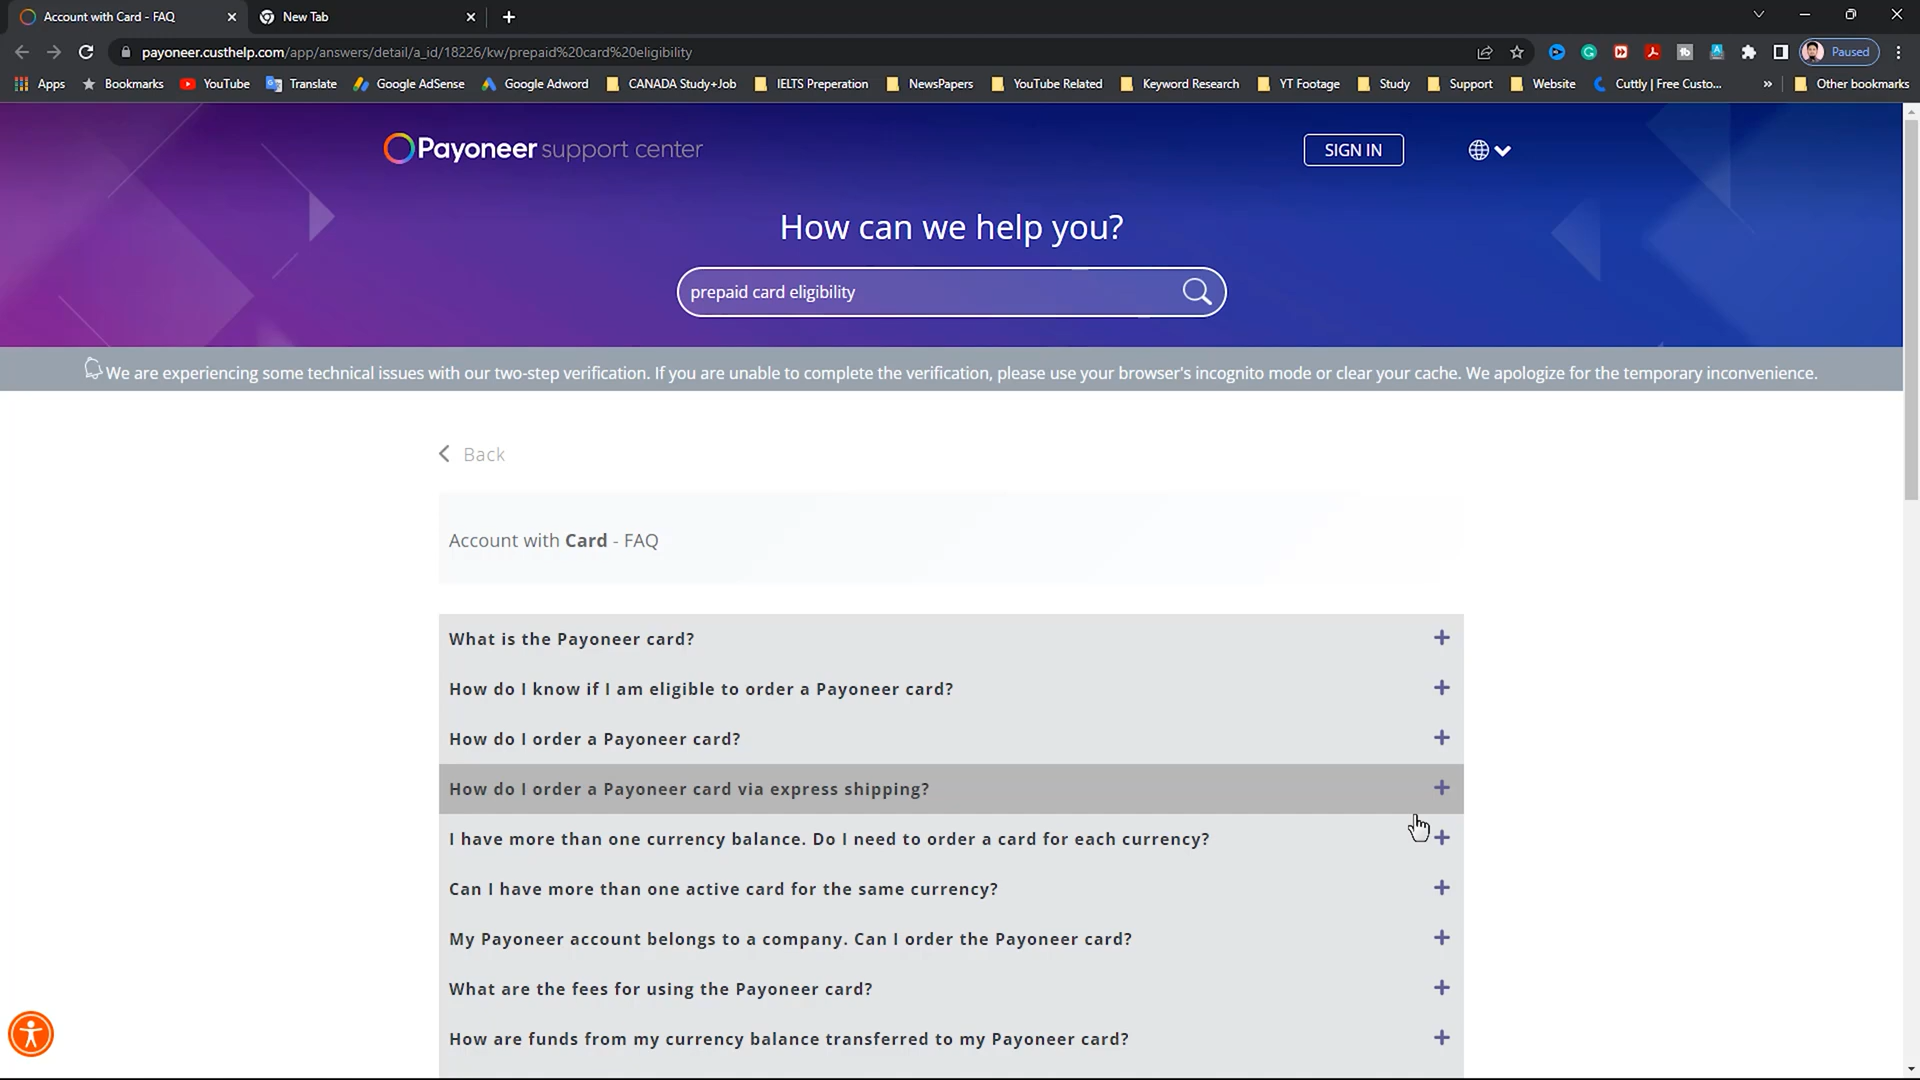 Account with Card - FAQ
New Tab
payoneer.custhelp.com/app/answers/detail/a_id/18226/kw/prepaid%20card%20eligibility
Paused
Apps
Bookmarks
YouTube
Translate
Google AdSense
Google Adword
CANADA Study+Job
IELTS Preperation
NewsPapers
YouTube Related
Keyword Research
YT Footage
Study
Support
Website
Cuttly | Free Custo...
»
Other bookmarks
Payoneer support center
SIGN IN
How can we help you?
prepaid card eligibility
We are experiencing some technical issues with our two-step verification. If you are unable to complete the verification, please use your browser's incognito mode or clear your cache. We apologize for the temporary inconvenience.
Back
Account with Card - FAQ
What is the Payoneer card?
How do I know if I am eligible to order a Payoneer card?
How do I order a Payoneer card?
How do I order a Payoneer card via express shipping?
I have more than one currency balance. Do I need to order a card for each currency?
Can I have more than one active card for the same currency?
My Payoneer account belongs to a company. Can I order the Payoneer card?
What are the fees for using the Payoneer card?
How are funds from my currency balance transferred to my Payoneer card?